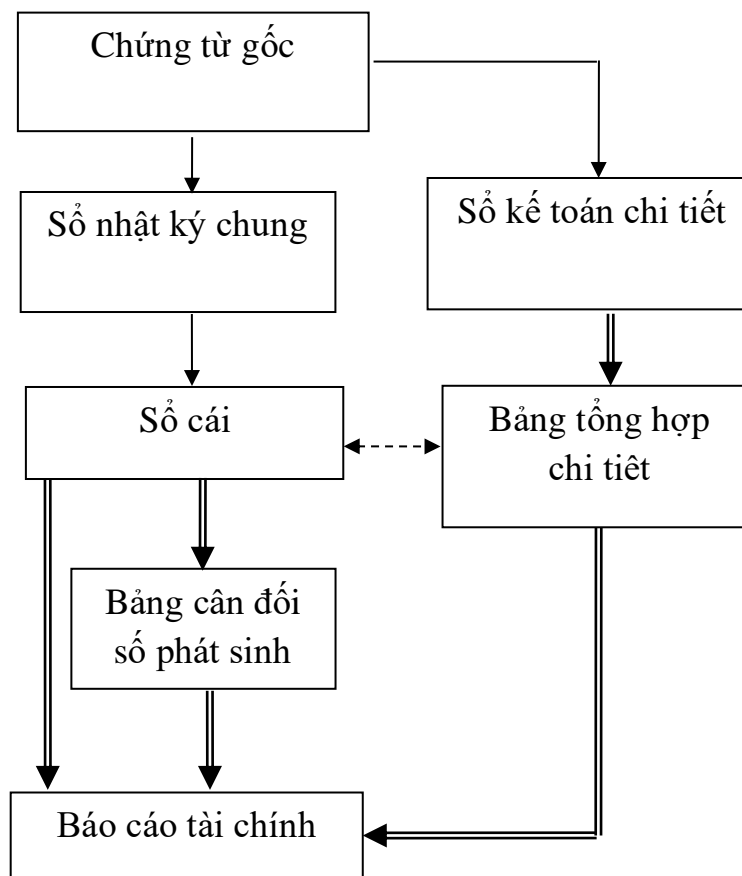 Chứng từ gốc
Sổ nhật ký chung
Sổ kế toán chi tiết
Sổ cái
Bảng tổng hợp
chi tiêt
Bảng cân đối
số phát sinh
Báo cáo tài chính